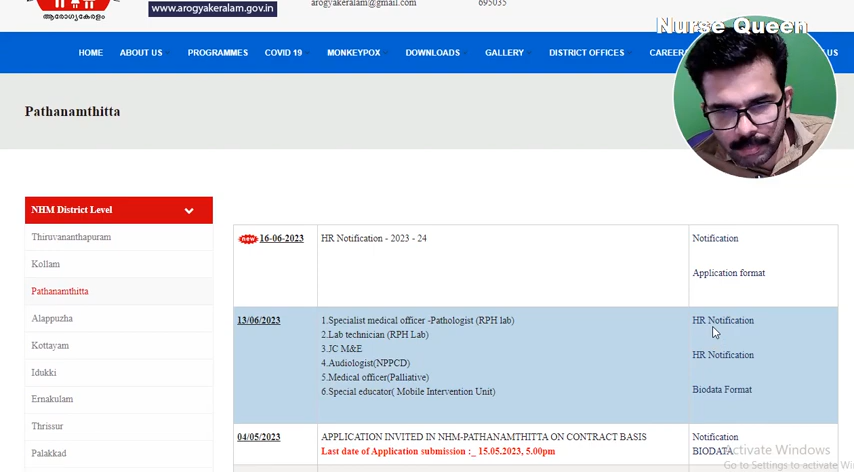 ആരോഗ്യകേരളം
www.arogyakeralam.gov.in
arogyakeralam@gmail.com
695035
Nurse Queen
HOME ABOUT US PROGRAMMES COVID 19 MONKEYPOX DOWNLOADS GALLERY DISTRICT OFFICES CAREER US
Pathanamthitta
NHM District Level
Thiruvananthapuram
Kollam
Pathanamthitta
Alappuzha
Kottayam
Idukki
Ernakulam
Thrissur
Palakkad
new 16-06-2023 HR Notification - 2023 - 24 Notification
Application format
13/06/2023 1.Specialist medical officer -Pathologist (RPH lab) HR Notification
2.Lab technician (RPH Lab)
3.JC M&E HR Notification
4.Audiologist(NPPCD)
5.Medical officer(Palliative) Biodata Format
6.Special educator( Mobile Intervention Unit)
04/05/2023 APPLICATION INVITED IN NHM-PATHANAMTHITTA ON CONTRACT BASIS Notification
Last date of Application submission :_ 15.05.2023, 5.00pm BIODATA
Activate Windows
Go to Settings to activate Wi